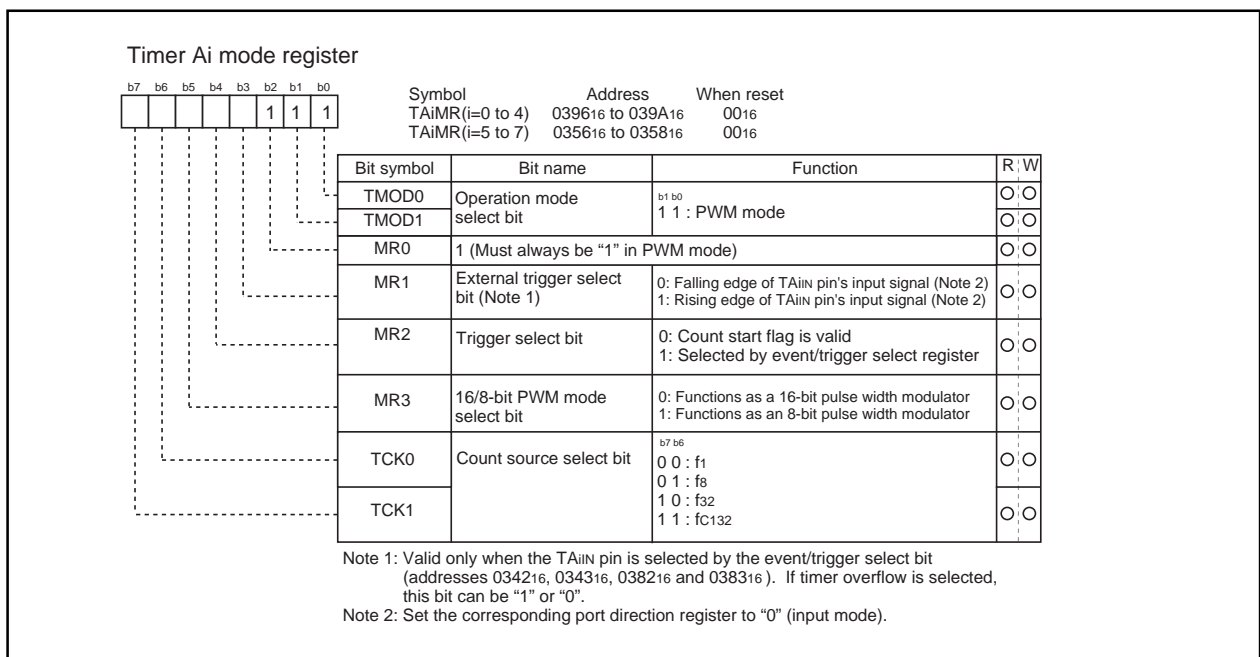 Timer Ai mode register
b7 b6 b5 b4 b3 b2 b1 b0
1 1 1
Symbol Address When reset
TAiMR(i=0 to 4) 039616 to 039A16 0016
TAiMR(i=5 to 7) 035616 to 035816 0016
Bit symbol Bit name Function R W
TMOD0 Operation mode b1 b0
TMOD1 select bit 1 1 : PWM mode
MR0 1 (Must always be “1” in PWM mode)
MR1 External trigger select 0: Falling edge of TAiIN pin's input signal (Note 2)
bit (Note 1) 1: Rising edge of TAiIN pin's input signal (Note 2)
MR2 Trigger select bit 0: Count start flag is valid
1: Selected by event/trigger select register
MR3 16/8-bit PWM mode 0: Functions as a 16-bit pulse width modulator
select bit 1: Functions as an 8-bit pulse width modulator
b7 b6
TCK0 Count source select bit 0 0 : f1
0 1 : f8
TCK1 1 0 : f32
1 1 : fC132
Note 1: Valid only when the TAiIN pin is selected by the event/trigger select bit
(addresses 034216, 034316, 038216 and 038316 ). If timer overflow is selected,
this bit can be “1” or “0”.
Note 2: Set the corresponding port direction register to “0” (input mode).